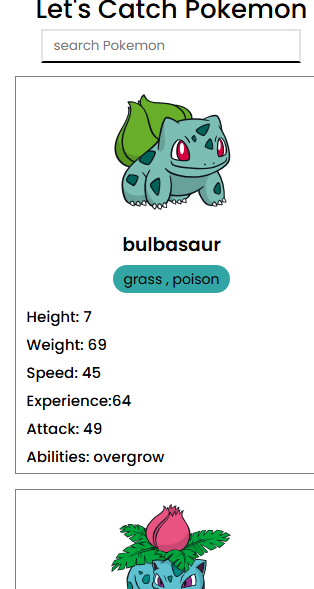 Let's Catch Pokemon
search Pokemon
bulbasaur
grass , poison
Height: 7
Weight: 69
Speed: 45
Experience:64
Attack: 49
Abilities: overgrow